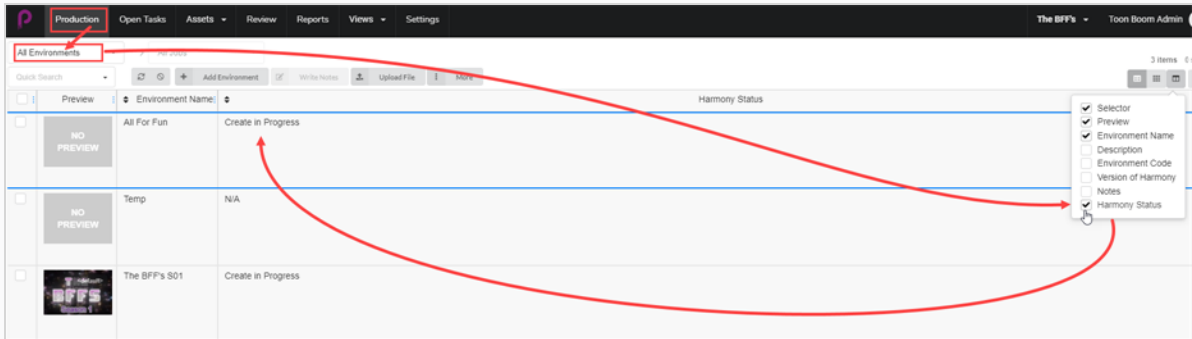 Production Open Tasks Assets Review Reports Views Settings The BFF's Toon Boom Admin
All Environments All Jobs
3 items
Quick Search Add Environment Write Notes Upload File More
Preview Environment Name Harmony Status
NO PREVIEW All For Fun Create in Progress
NO PREVIEW Temp N/A
BFFS The BFF's S01 Create in Progress
Selector
Preview
Environment Name
Description
Environment Code
Version of Harmony
Notes
Harmony Status